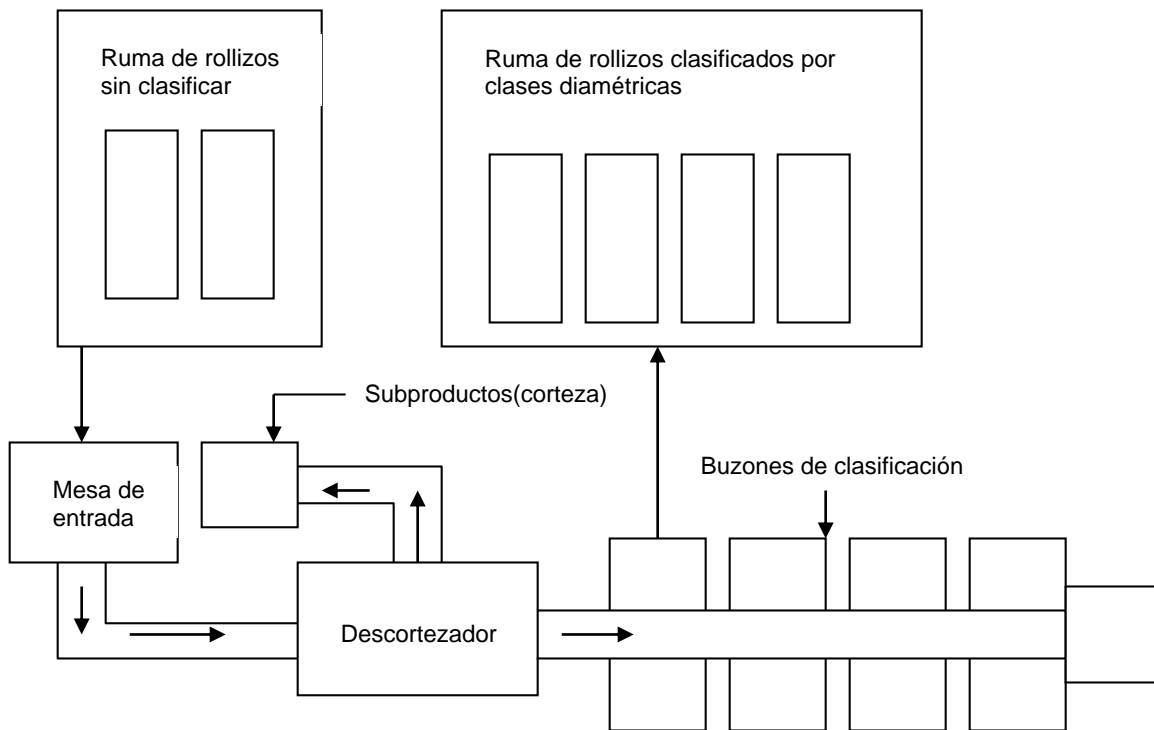 Ruma de rollizos
sin clasificar
Ruma de rollizos clasificados por
clases diamétricas
Subproductos(corteza)
Buzones de clasificación
Mesa de
entrada
Descortezador